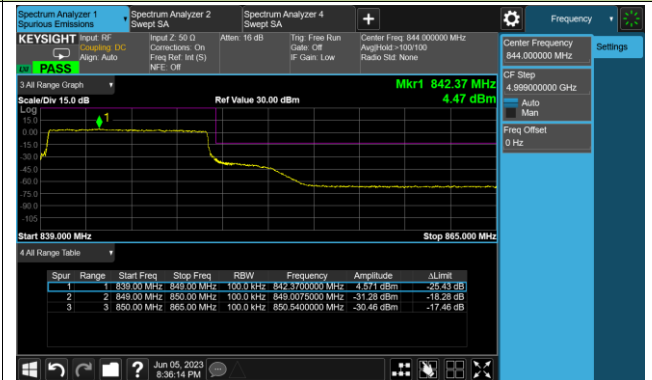 Spectrum Analyzer 1
Spurious Emissions
Spectrum Analyzer 2
Swept SA
Spectrum Analyzer 4
Swept SA
+
Frequency
KEYSIGHT
Input: RF
Coupling: DC
Align: Auto
Input Z: 50 Ω
Corrections: On
Freq Ref: Int (S)
NFE: Off
Atten: 16 dB
Trig: Free Run
Gate: Off
IF Gain: Low
Center Freq: 844.000000 MHz
Avg|Hold:>100/100
Radio Std: None
PASS
Center Frequency
844.000000 MHz
Settings
CF Step
4.999000000 GHz
Auto
Man
Freq Offset
0 Hz
3 All Range Graph
Mkr1 842.37 MHz
Scale/Div 15.0 dB
Ref Value 30.00 dBm
4.47 dBm
Log
15.0
0.00
-15.0
-30.0
-45.0
-60.0
-75.0
-90.0
-105
1
Start 839.000 MHz
Stop 865.000 MHz
4 All Range Table
Spur Range Start Freq Stop Freq RBW Frequency Amplitude ΔLimit
1 1 839.00 MHz 849.00 MHz 100.0 kHz 842.3700000 MHz 4.571 dBm -25.43 dB
2 2 849.00 MHz 850.00 MHz 100.0 kHz 849.0075000 MHz -31.28 dBm -18.28 dB
3 3 850.00 MHz 865.00 MHz 100.0 kHz 850.5400000 MHz -30.46 dBm -17.46 dB
?
Jun 05, 2023
8:36:14 PM